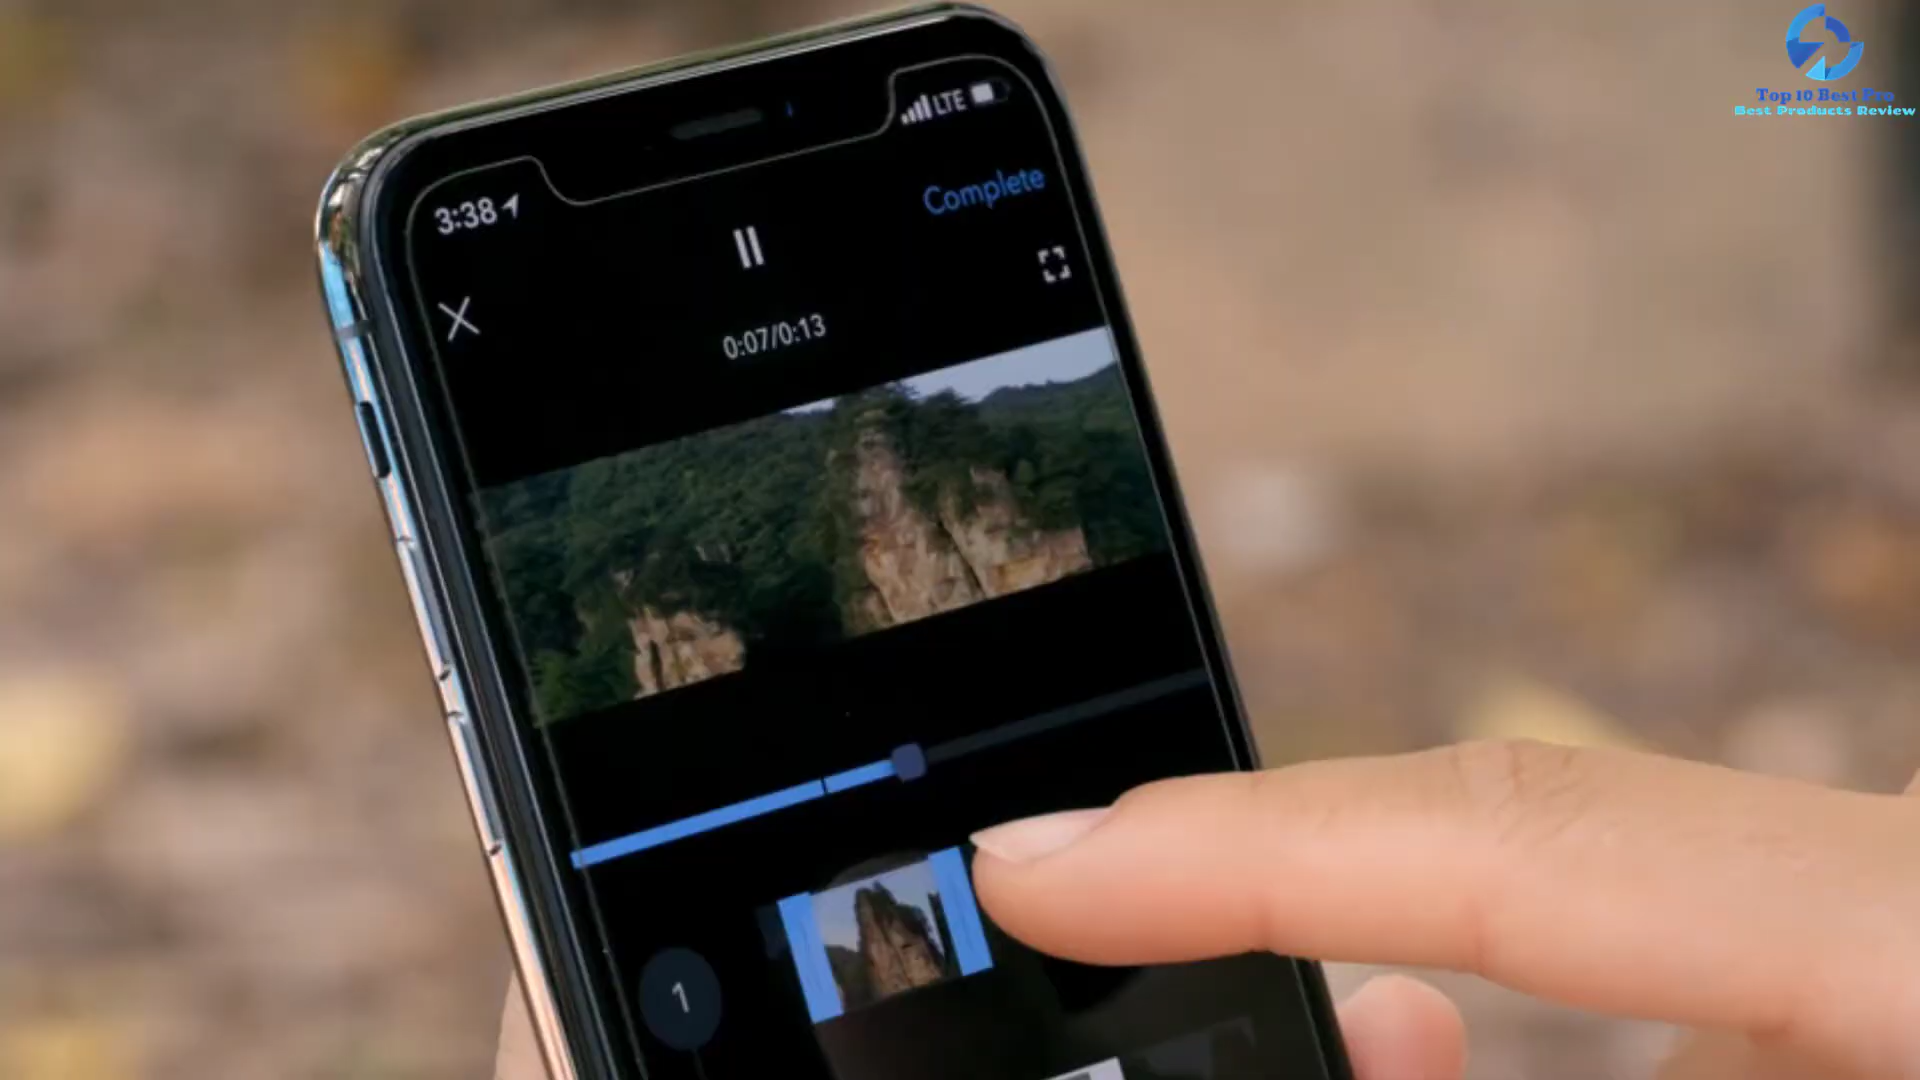 Top 10 Best Pro
Best Products Review
LTE
3:38
Complete
0:07/0:13
1